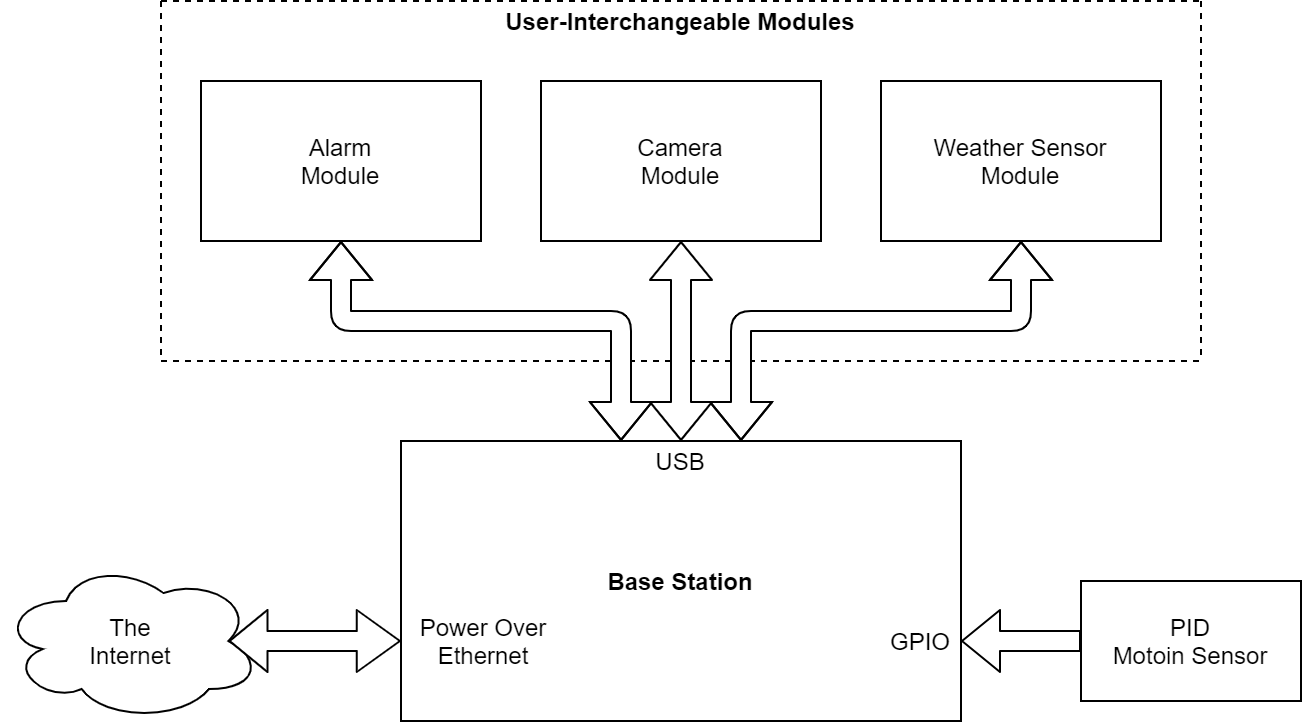 User-Interchangeable Modules
Alarm
Module
Camera
Module
Weather Sensor
Module
USB
Base Station
The
Internet
Power Over
Ethernet
GPIO
PID
Motoin Sensor